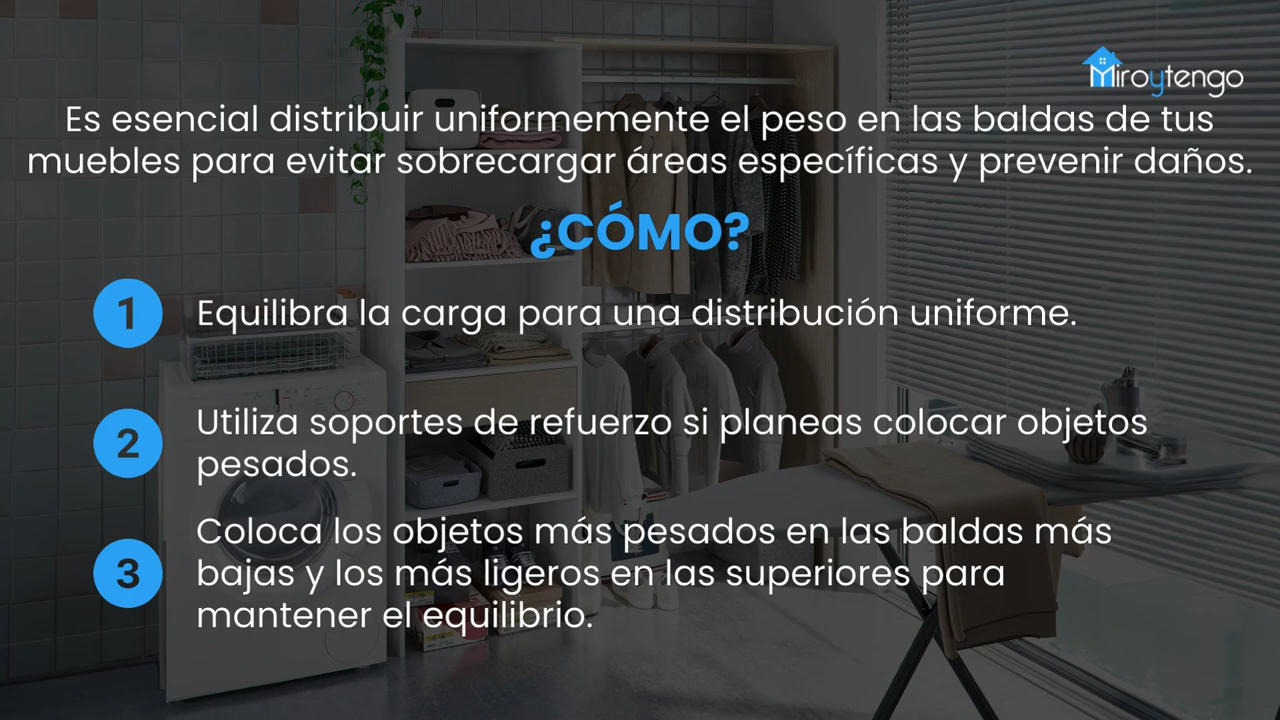 Miroytengo
Es esencial distribuir uniformemente el peso en las baldas de tus
muebles para evitar sobrecargar áreas específicas y prevenir daños.
¿CÓMO?
1
Equilibra la carga para una distribución uniforme.
2
Utiliza soportes de refuerzo si planeas colocar objetos
pesados.
3
Coloca los objetos más pesados en las baldas más
bajas y los más ligeros en las superiores para
mantener el equilibrio.